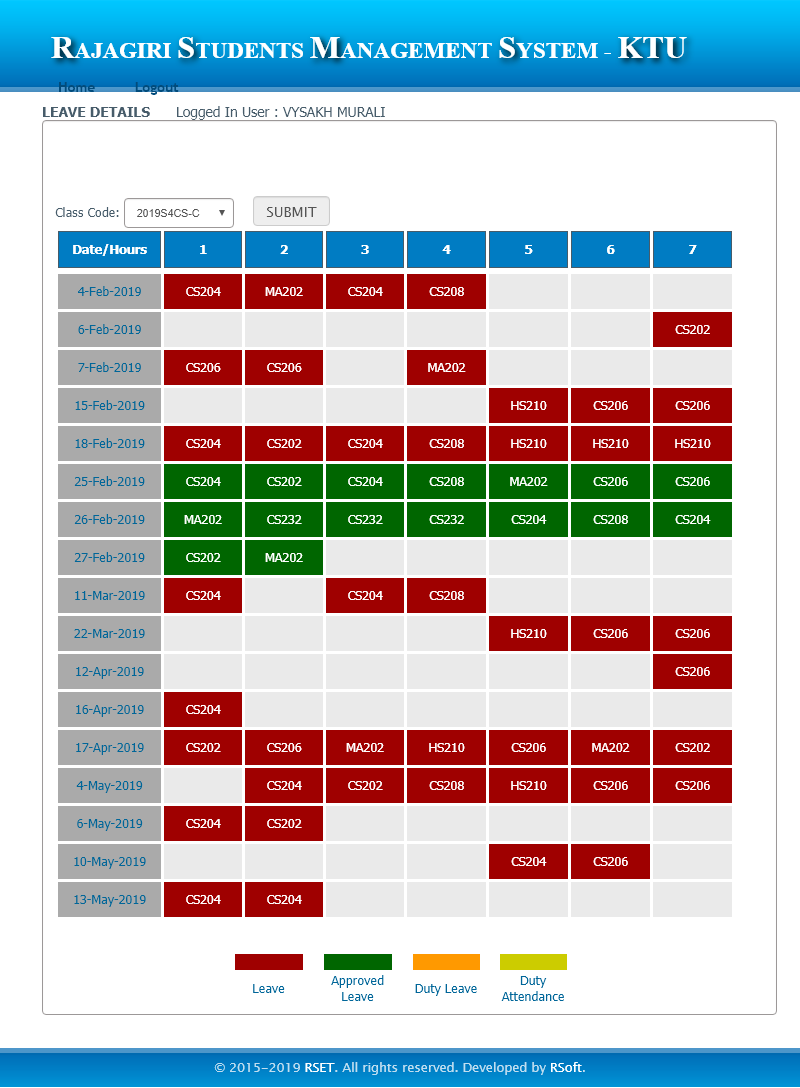 RAJAGIRI STUDENTS MANAGEMENT SYSTEM - KTU
Home Logout
LEAVE DETAILS Logged In User : VYSAKH MURALI
Class Code: 2019S4CS-C SUBMIT
Date/Hours 1 2 3 4 5 6 7
4-Feb-2019 CS204 MA202 CS204 CS208
6-Feb-2019 CS202
7-Feb-2019 CS206 CS206 MA202
15-Feb-2019 HS210 CS206 CS206
18-Feb-2019 CS204 CS202 CS204 CS208 HS210 HS210 HS210
25-Feb-2019 CS204 CS202 CS204 CS208 MA202 CS206 CS206
26-Feb-2019 MA202 CS232 CS232 CS232 CS204 CS208 CS204
27-Feb-2019 CS202 MA202
11-Mar-2019 CS204 CS204 CS208
22-Mar-2019 HS210 CS206 CS206
12-Apr-2019 CS206
16-Apr-2019 CS204
17-Apr-2019 CS202 CS206 MA202 HS210 CS206 MA202 CS202
4-May-2019 CS204 CS202 CS208 HS210 CS206 CS206
6-May-2019 CS204 CS202
10-May-2019 CS204 CS206
13-May-2019 CS204 CS204
Leave
Approved
Leave
Duty Leave
Duty
Attendance
© 2015-2019 RSET. All rights reserved. Developed by RSoft.